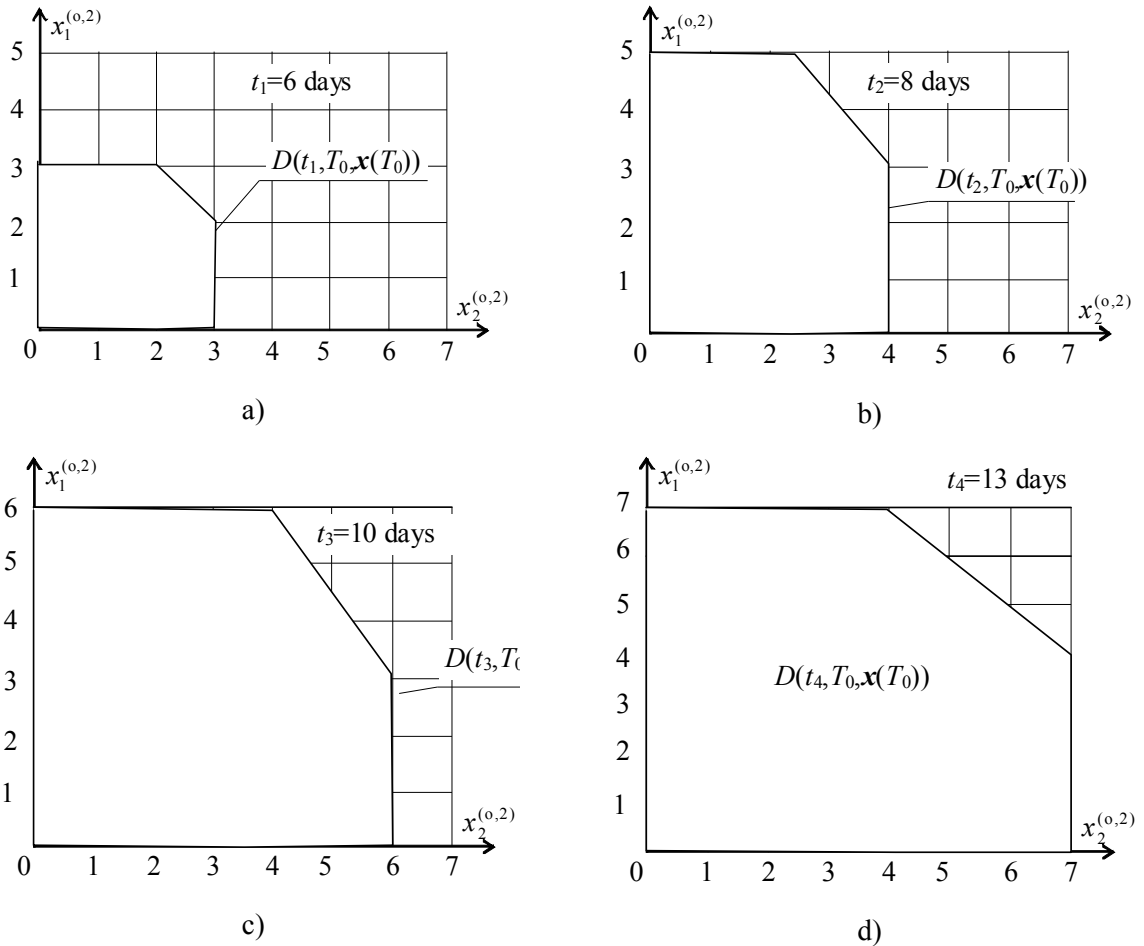 x₁^(o,2)
5
t₁=6 days
4
3
D(t₁,T₀,x(T₀))
2
1
x₂^(o,2)
0 1 2 3 4 5 6 7
a)
x₁^(o,2)
5
t₂=8 days
4
3
D(t₂,T₀,x(T₀))
2
1
x₂^(o,2)
0 1 2 3 4 5 6 7
b)
x₁^(o,2)
6
t₃=10 days
5
4
D(t₃,T₀
3
2
1
x₂^(o,2)
0 1 2 3 4 5 6 7
c)
x₁^(o,2)
t₄=13 days
7
6
5
4
D(t₄,T₀,x(T₀))
3
2
1
x₂^(o,2)
0 1 2 3 4 5 6 7
d)